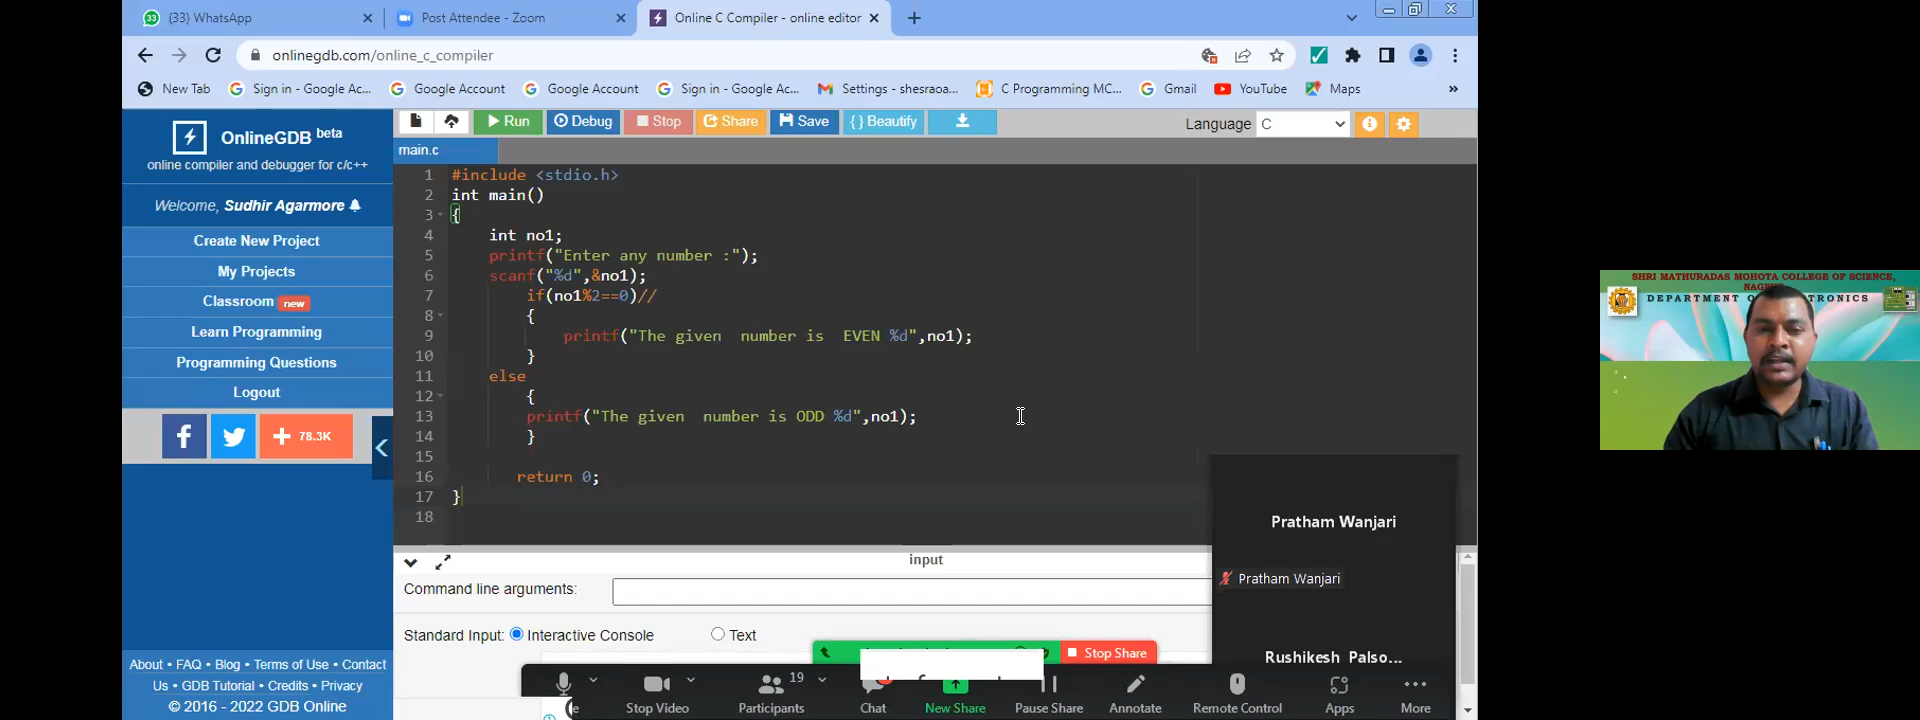 (33) WhatsApp
Post Attendee - Zoom
Online C Compiler - online editor
onlinegdb.com/online_c_compiler
New Tab
Sign in - Google Ac...
Google Account
Google Account
Sign in - Google Ac...
Settings - shesraoa...
C Programming MC...
Gmail
YouTube
Maps
»
OnlineGDB beta
online compiler and debugger for c/c++
Welcome, Sudhir Agarmore
Create New Project
My Projects
Classroom new
Learn Programming
Programming Questions
Logout
78.3K
About • FAQ • Blog • Terms of Use • Contact
Us • GDB Tutorial • Credits • Privacy
© 2016 - 2022 GDB Online
Run
Debug
Stop
Share
Save
{ } Beautify
Language C
main.c
1 #include <stdio.h>
2 int main()
3 {
4 int no1;
5 printf("Enter any number :");
6 scanf("%d",&no1);
7 if(no1%2==0)//
8 {
9 printf("The given  number is  EVEN %d",no1);
10 }
11 else
12 {
13 printf("The given  number is ODD %d",no1);
14 }
15
16 return 0;
17 }
18
input
Command line arguments:
Standard Input: Interactive Console Text
Stop Share
Stop Video
19
Participants
Chat
New Share
Pause Share
Annotate
Remote Control
Apps
More
Pratham Wanjari
Pratham Wanjari
Rushikesh Palso...
SHRI MATHURADAS MOHOTA COLLEGE OF SCIENCE,